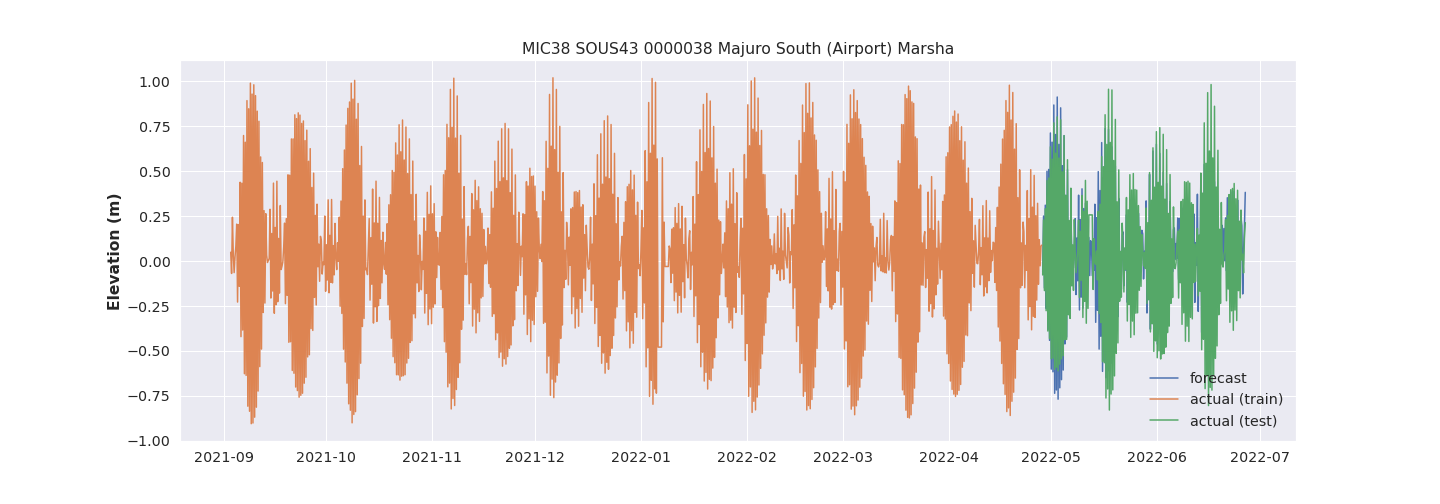 MIC38 SOUS43 0000038 Majuro South (Airport) Marsha
Elevation (m)
1.00
0.75
0.50
0.25
0.00
−0.25
−0.50
−0.75
−1.00
forecast
actual (train)
actual (test)
2021-09 2021-10 2021-11 2021-12 2022-01 2022-02 2022-03 2022-04 2022-05 2022-06 2022-07